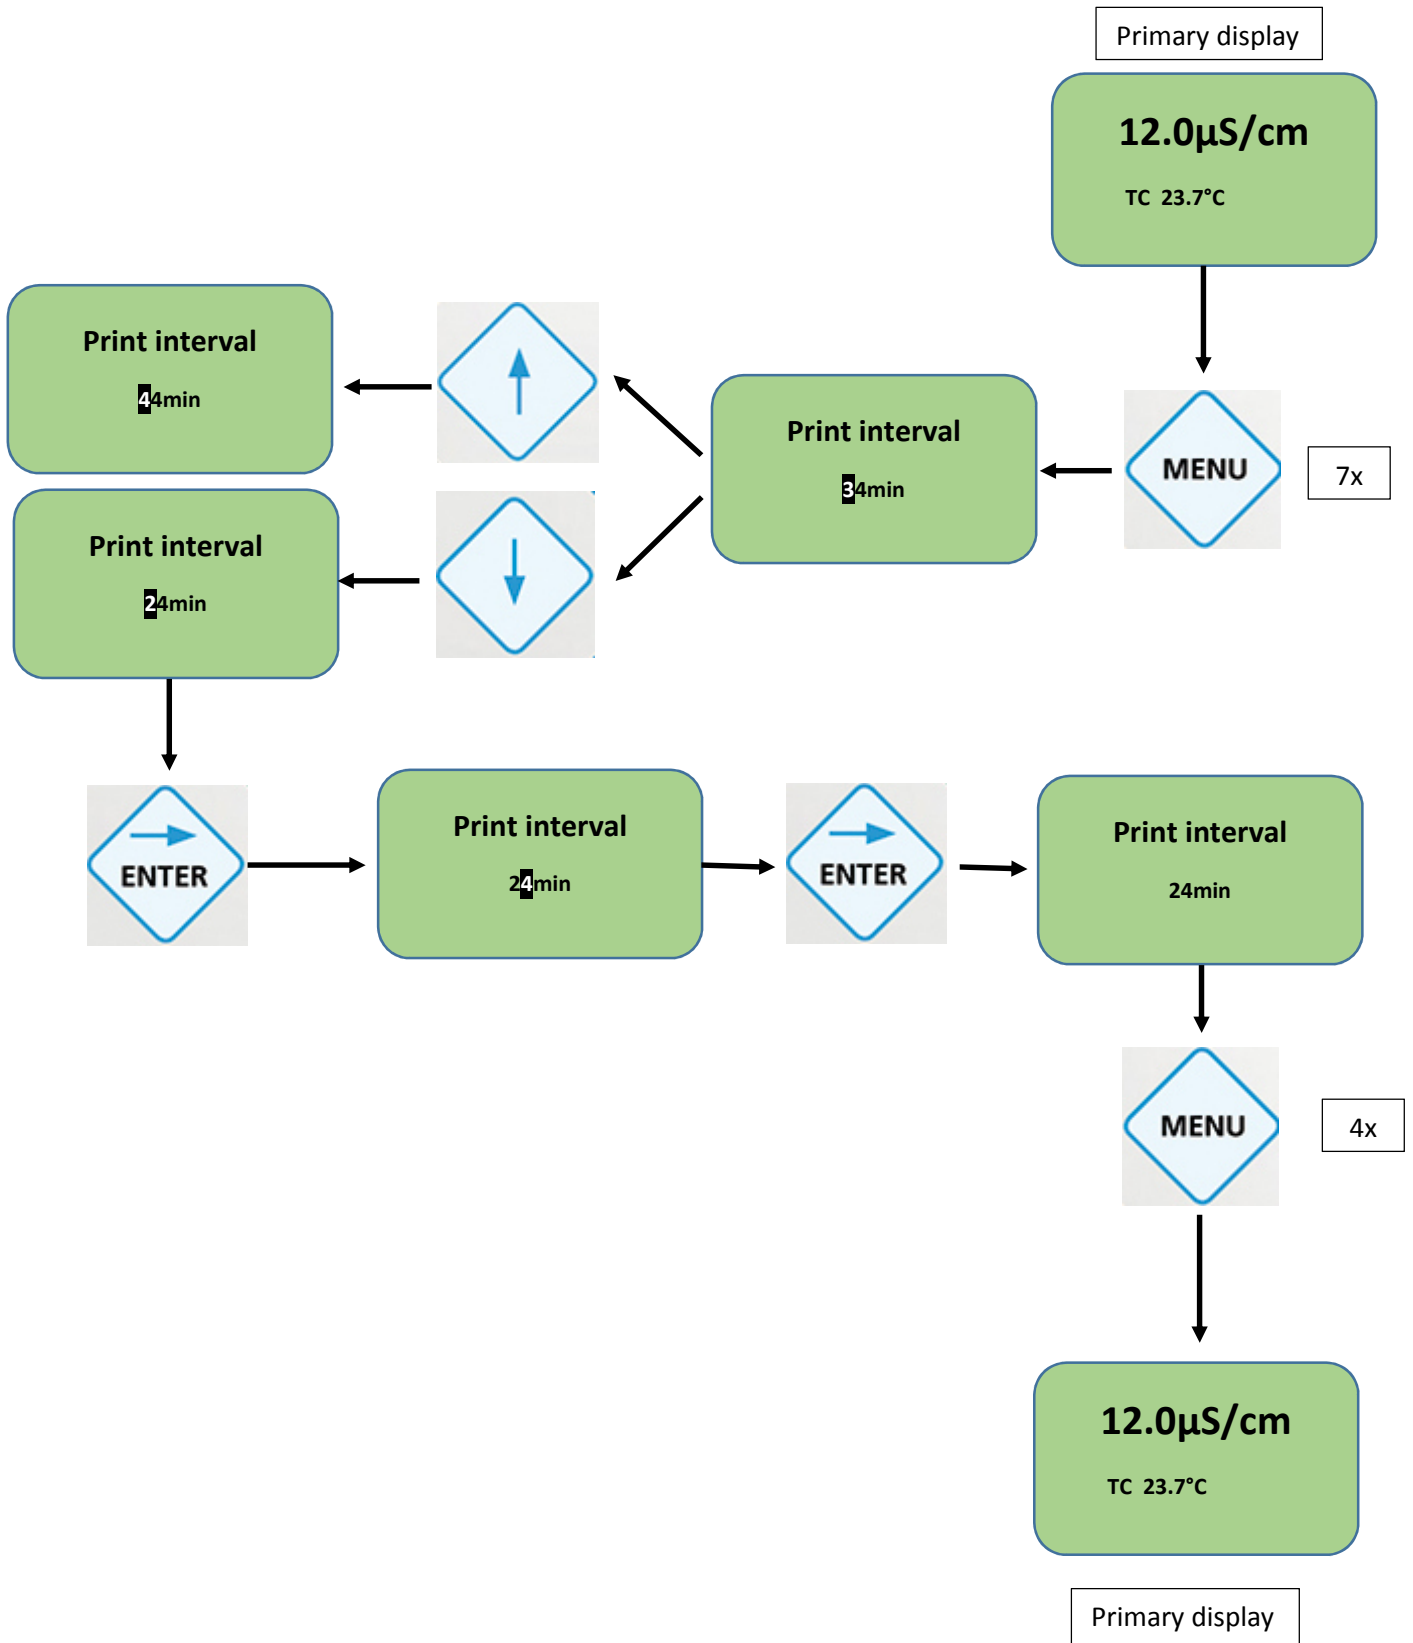 Primary display
12.0µS/cm
TC 23.7°C
MENU
7x
Print interval
34min
Print interval
44min
Print interval
24min
ENTER
Print interval
24min
ENTER
Print interval
24min
MENU
4x
12.0µS/cm
TC 23.7°C
Primary display